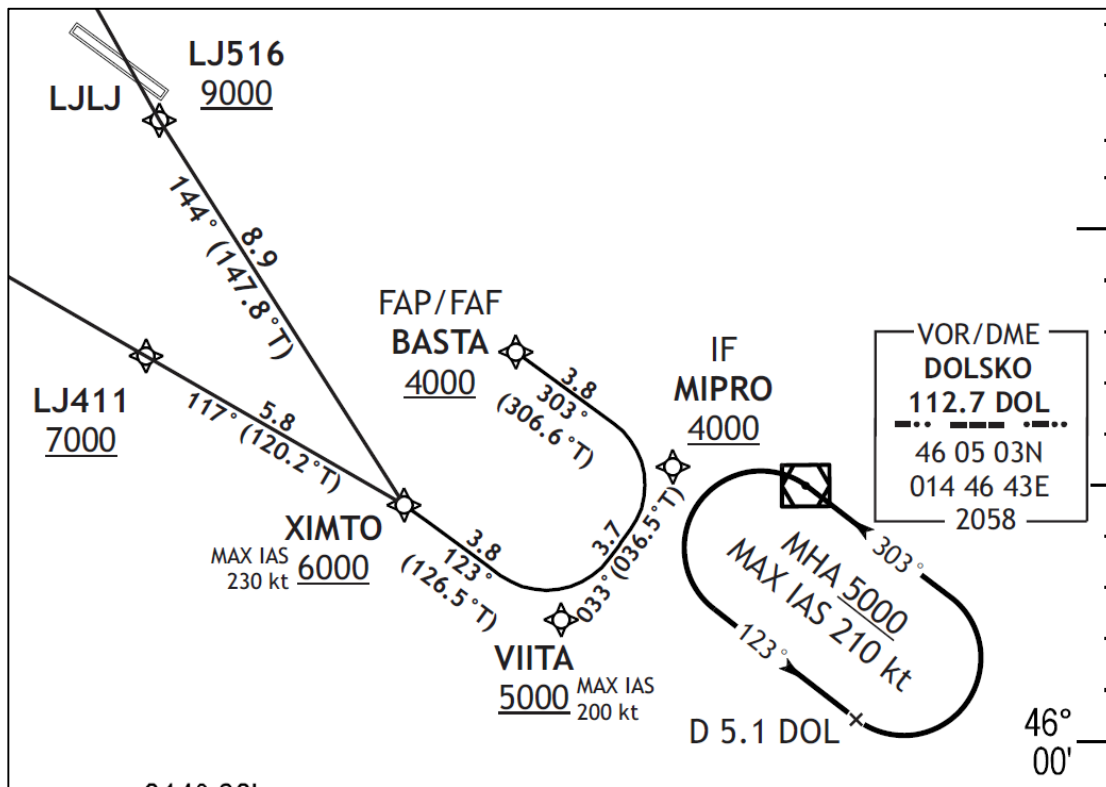 LJ516
9000
LJLJ
144° (147.8°T)
8.9
FAP/FAF
BASTA
4000
3.8
303°
(306.6°T)
IF
MIPRO
4000
VOR/DME
DOLSKO
112.7 DOL
46 05 03N
014 46 43E
2058
LJ411
7000
5.8
117° (120.2°T)
XIMTO
MAX IAS
230 kt
6000
3.8
123°
(126.5°T)
3.7
033° (036.5°T)
VIITA
5000
MAX IAS
200 kt
303°
MHA 5000
MAX IAS 210 kt
123°
D 5.1 DOL
46°
00'